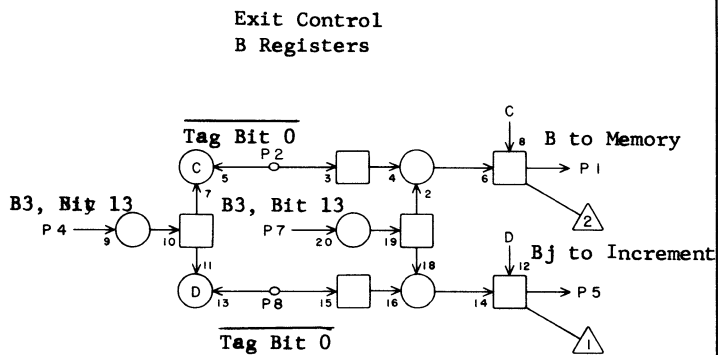 Exit Control
B Registers
C
Tag Bit 0
8
B to Memory
P2
C
5
3
4
6
P1
7
2
B3, Bit 13
B3, Bit 13
2
P4
P7
9
10
20
19
D
Bj to Increment
11
18
12
D
13
P8
15
16
14
P5
Tag Bit 0
1